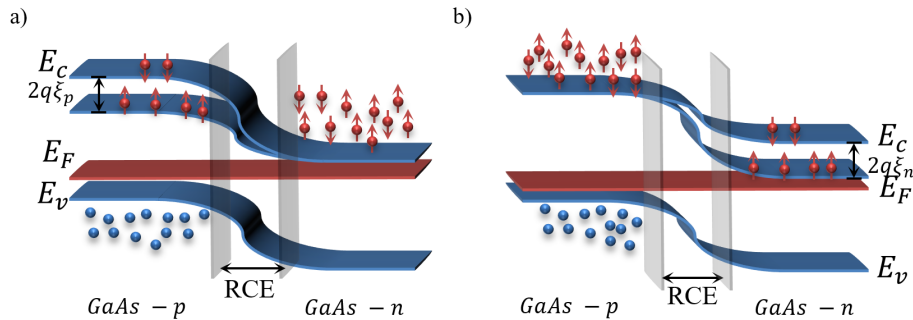 a)
E_c
2qξ_p
E_F
E_v
RCE
GaAs - p
GaAs - n
b)
E_c
2qξ_n
E_F
E_v
RCE
GaAs - p
GaAs - n